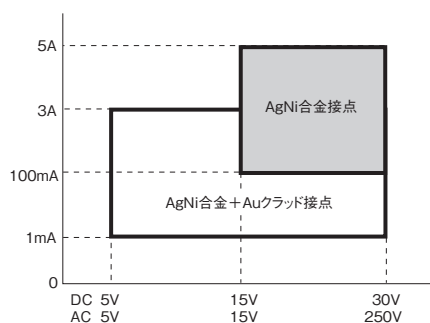 5A
AgNi合金接点
3A
100mA
AgNi合金＋Auクラッド接点
1mA
0
DC 5V 15V 30V
AC 5V 15V 250V